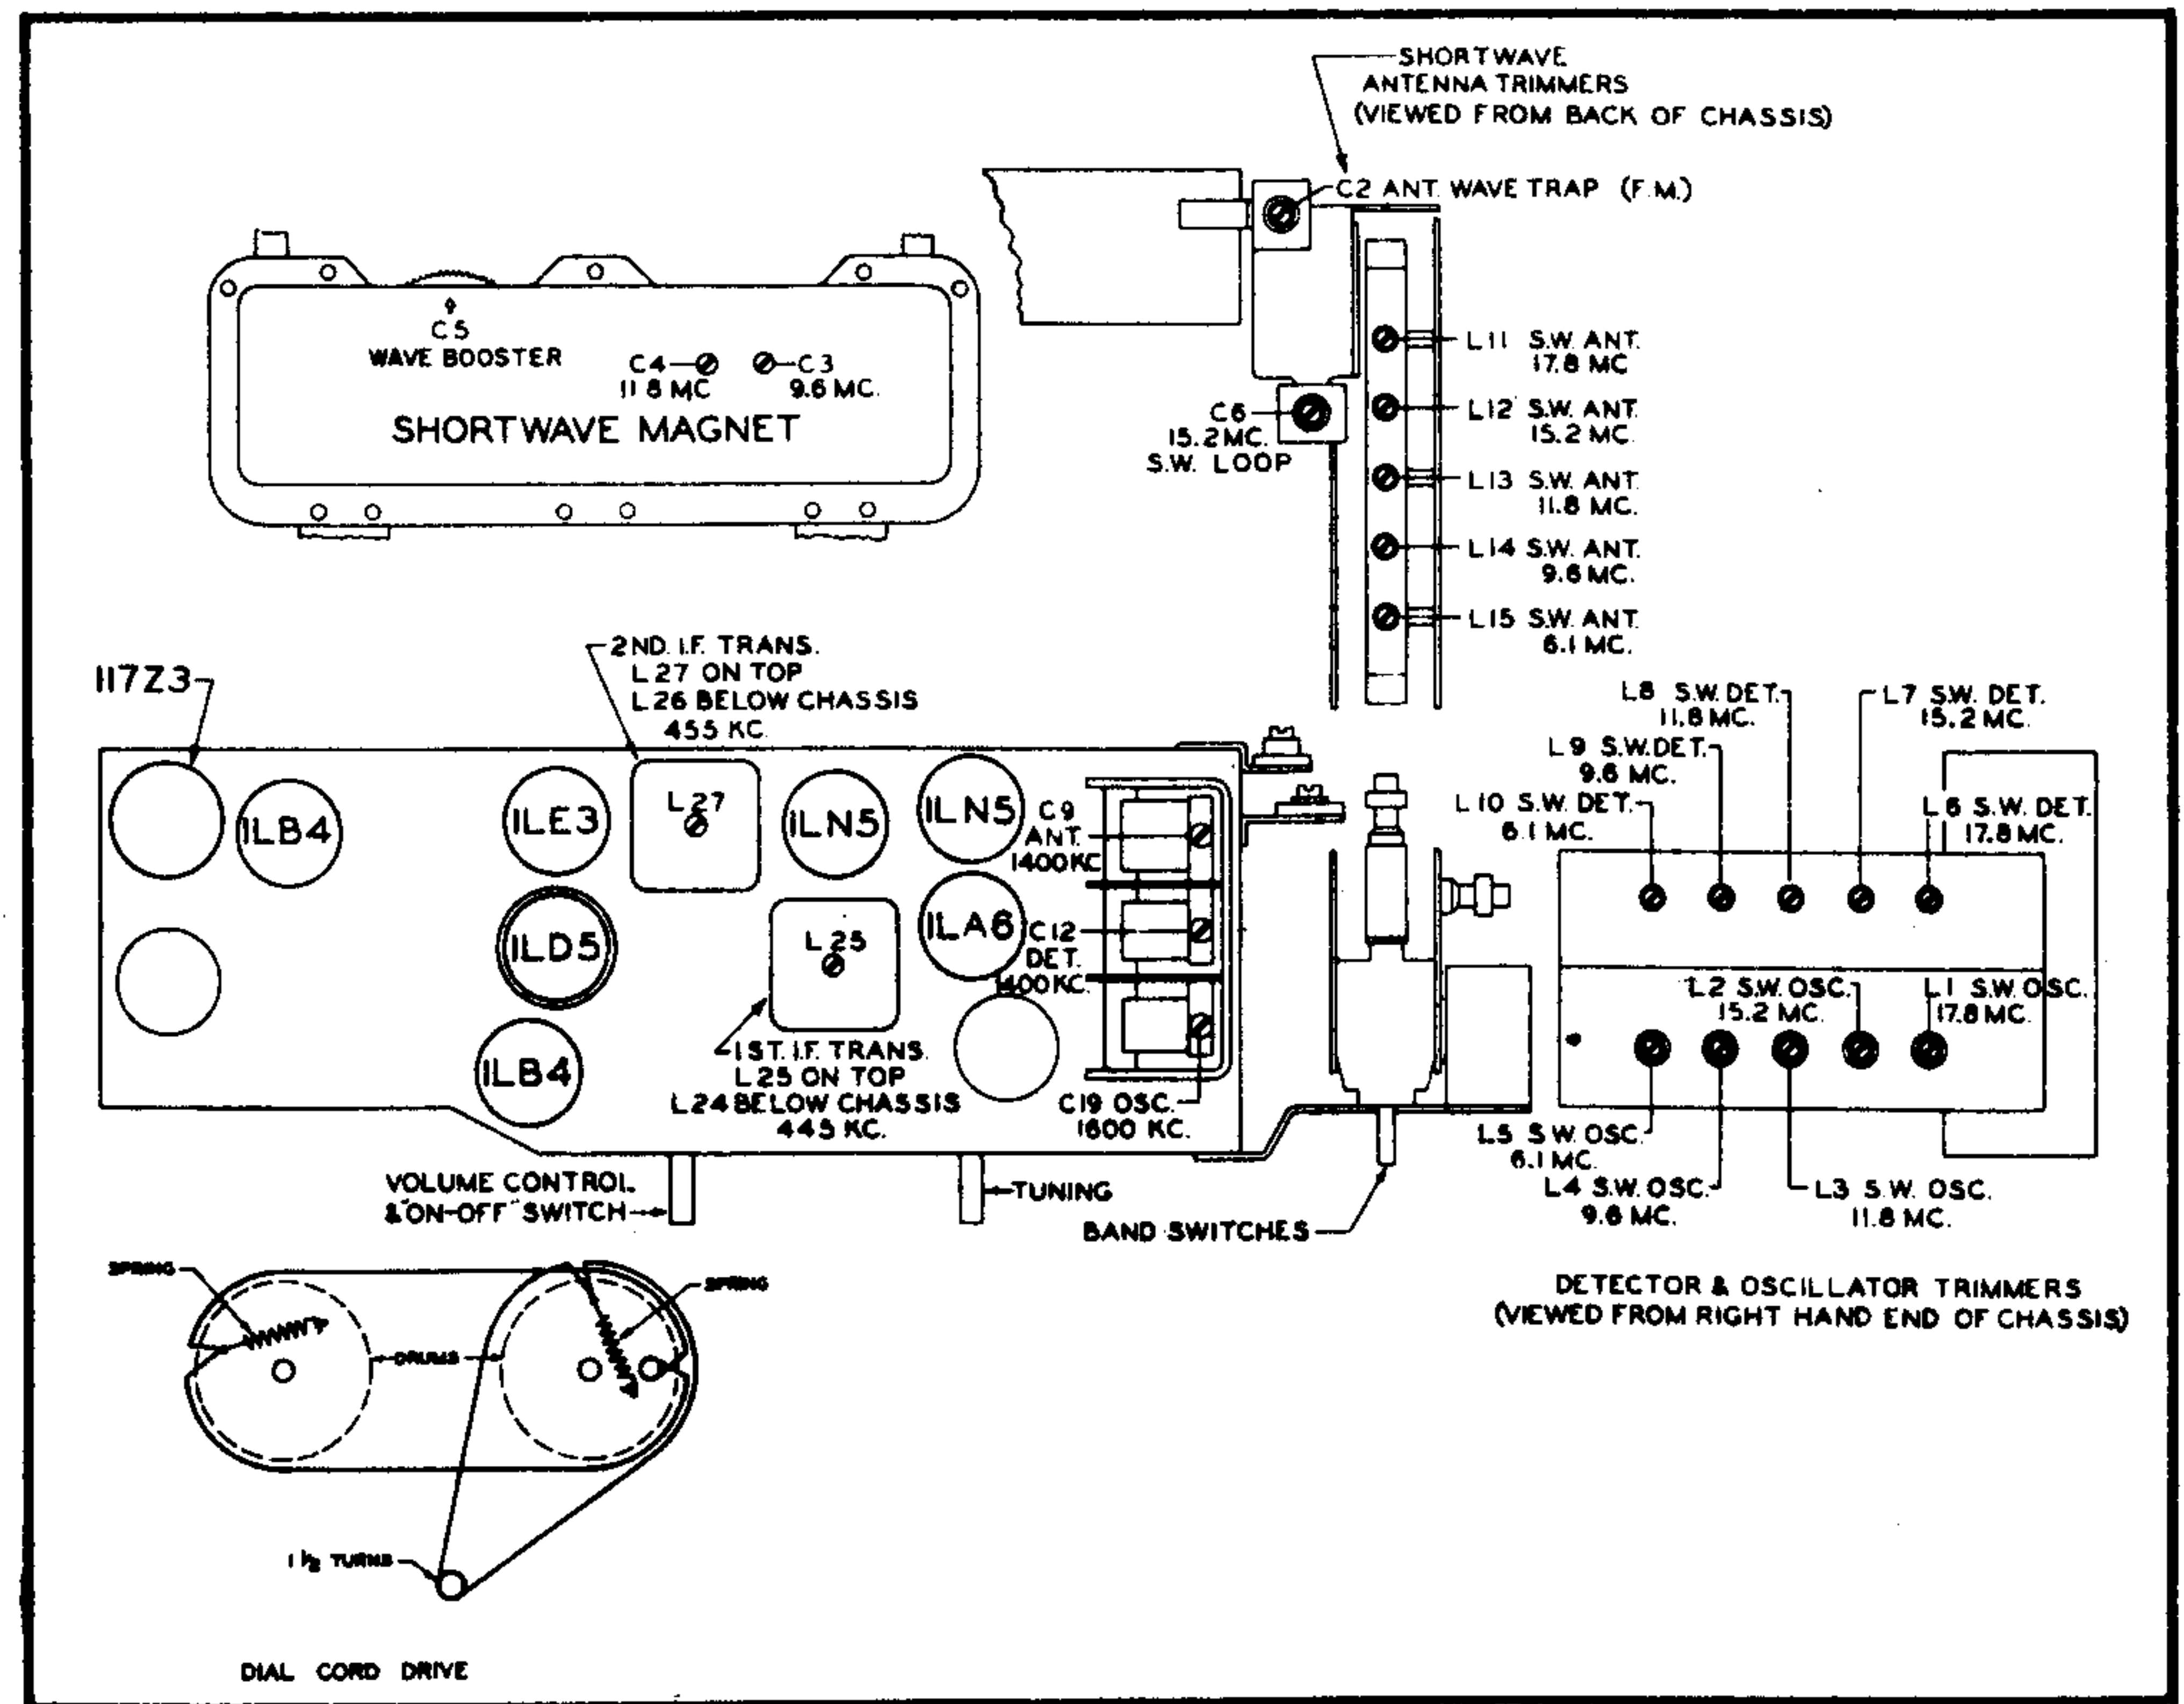 SHORTWAVE
ANTENNA TRIMMERS
(VIEWED FROM BACK OF CHASSIS)
C2 ANT. WAVE TRAP (F.M.)
C5
WAVE BOOSTER
C4
11.8 MC
C3
9.6 MC.
SHORTWAVE MAGNET
C6
15.2 MC.
S.W. LOOP
L11 S.W. ANT.
17.8 MC
L12 S.W. ANT.
15.2 MC.
L13 S.W. ANT.
11.8 MC.
L14 S.W. ANT.
9.6 MC.
L15 S.W. ANT.
6.1 MC.
117Z3
2ND. I.F. TRANS.
L27 ON TOP
L26 BELOW CHASSIS
455 KC.
1LB4
1LE3
L27
1LN5
1LN5
C9
ANT.
1400 KC
1LD5
L25
1LA6
C12
DET.
1400 KC.
1LB4
1ST. I.F. TRANS.
L25 ON TOP
L24 BELOW CHASSIS
445 KC.
C19 OSC.
1600 KC.
VOLUME CONTROL
& "ON-OFF" SWITCH
TUNING
BAND SWITCHES
L8 S.W. DET.
11.8 MC.
L7 S.W. DET.
15.2 MC.
L9 S.W. DET.
9.6 MC.
L10 S.W. DET.
6.1 MC.
L6 S.W. DET.
17.8 MC.
L2 S.W. OSC.
15.2 MC.
L1 S.W. OSC.
17.8 MC.
L5 S.W. OSC.
6.1 MC.
L4 S.W. OSC.
9.6 MC.
L3 S.W. OSC.
11.8 MC.
DETECTOR & OSCILLATOR TRIMMERS
(VIEWED FROM RIGHT HAND END OF CHASSIS)
SPRING
SPRING
DRUMS
1 1/2 TURNS
DIAL CORD DRIVE